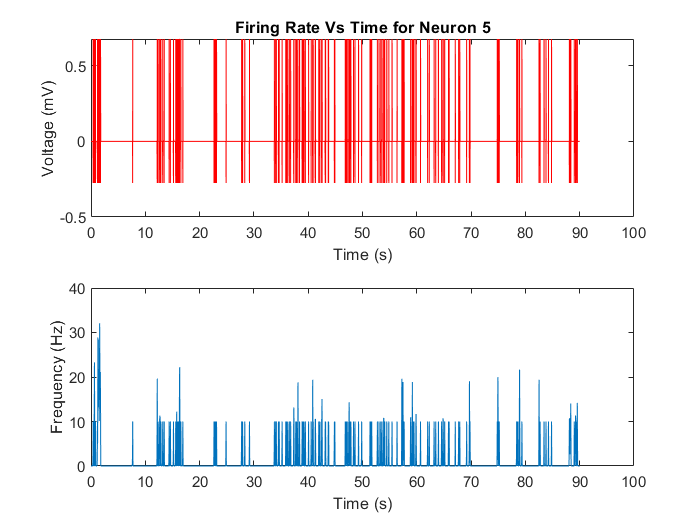 Firing Rate Vs Time for Neuron 5
Voltage (mV)
0.5
0
-0.5
0 10 20 30 40 50 60 70 80 90 100
Time (s)
Frequency (Hz)
40
30
20
10
0
0 10 20 30 40 50 60 70 80 90 100
Time (s)